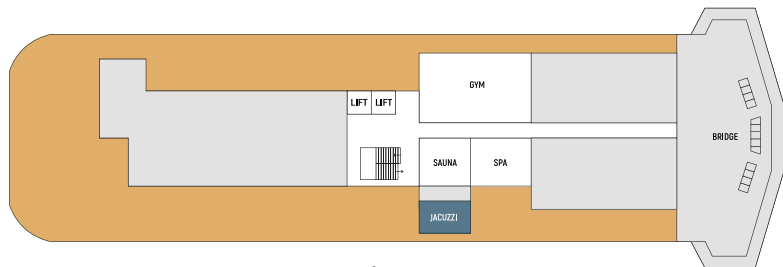 GYM
LIFT LIFT
BRIDGE
SAUNA SPA
JACUZZI